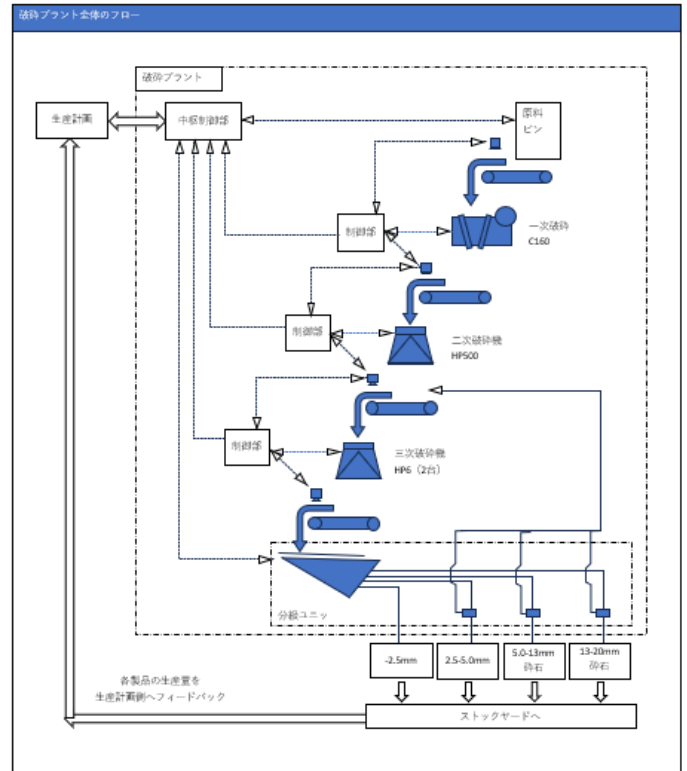 破砕プラント全体のフロー
破砕プラント
生産計画
中枢制御部
原料
ビン
制御部
一次破砕
C160
制御部
二次破砕機
HP500
制御部
三次破砕機
HP6（2台）
分級ユニッ
-2.5mm
2.5-5.0mm
5.0-13mm
砕石
13-20mm
砕石
各製品の生産量を
生産計画側へフィードバック
ストックヤードへ